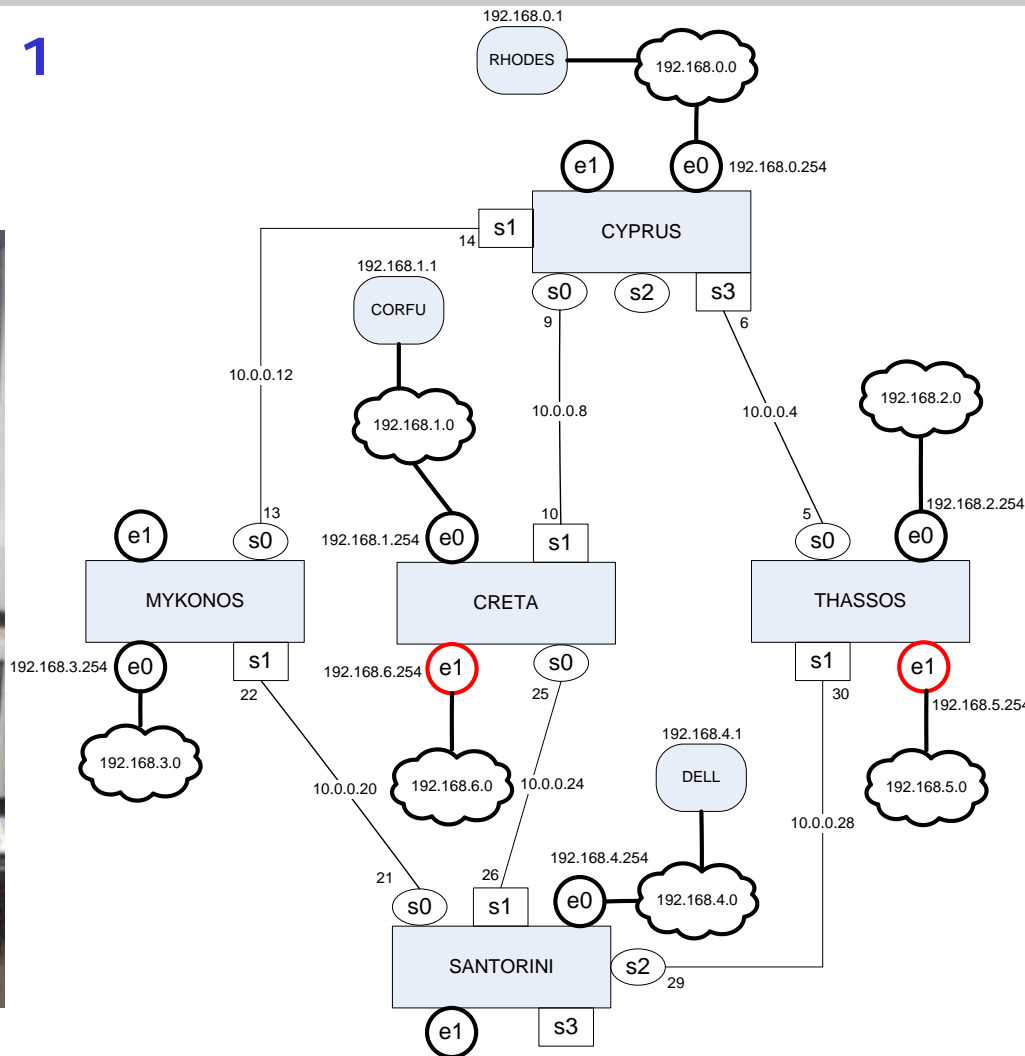 192.168.0.1
1
RHODES
192.168.0.0
e1
e0
192.168.0.254
s1
CYPRUS
14
192.168.1.1
s0
s2
s3
CORFU
9
6
10.0.0.12
10.0.0.8
10.0.0.4
192.168.2.0
192.168.1.0
13
10
5
192.168.2.254
e1
s0
192.168.1.254
e0
s1
s0
e0
MYKONOS
CRETA
THASSOS
192.168.3.254
e0
s1
192.168.6.254
e1
s0
s1
e1
22
25
30
192.168.5.254
192.168.4.1
192.168.3.0
DELL
10.0.0.20
192.168.6.0
10.0.0.24
192.168.5.0
10.0.0.28
192.168.4.254
21
26
s0
s1
e0
192.168.4.0
SANTORINI
s2
29
e1
s3